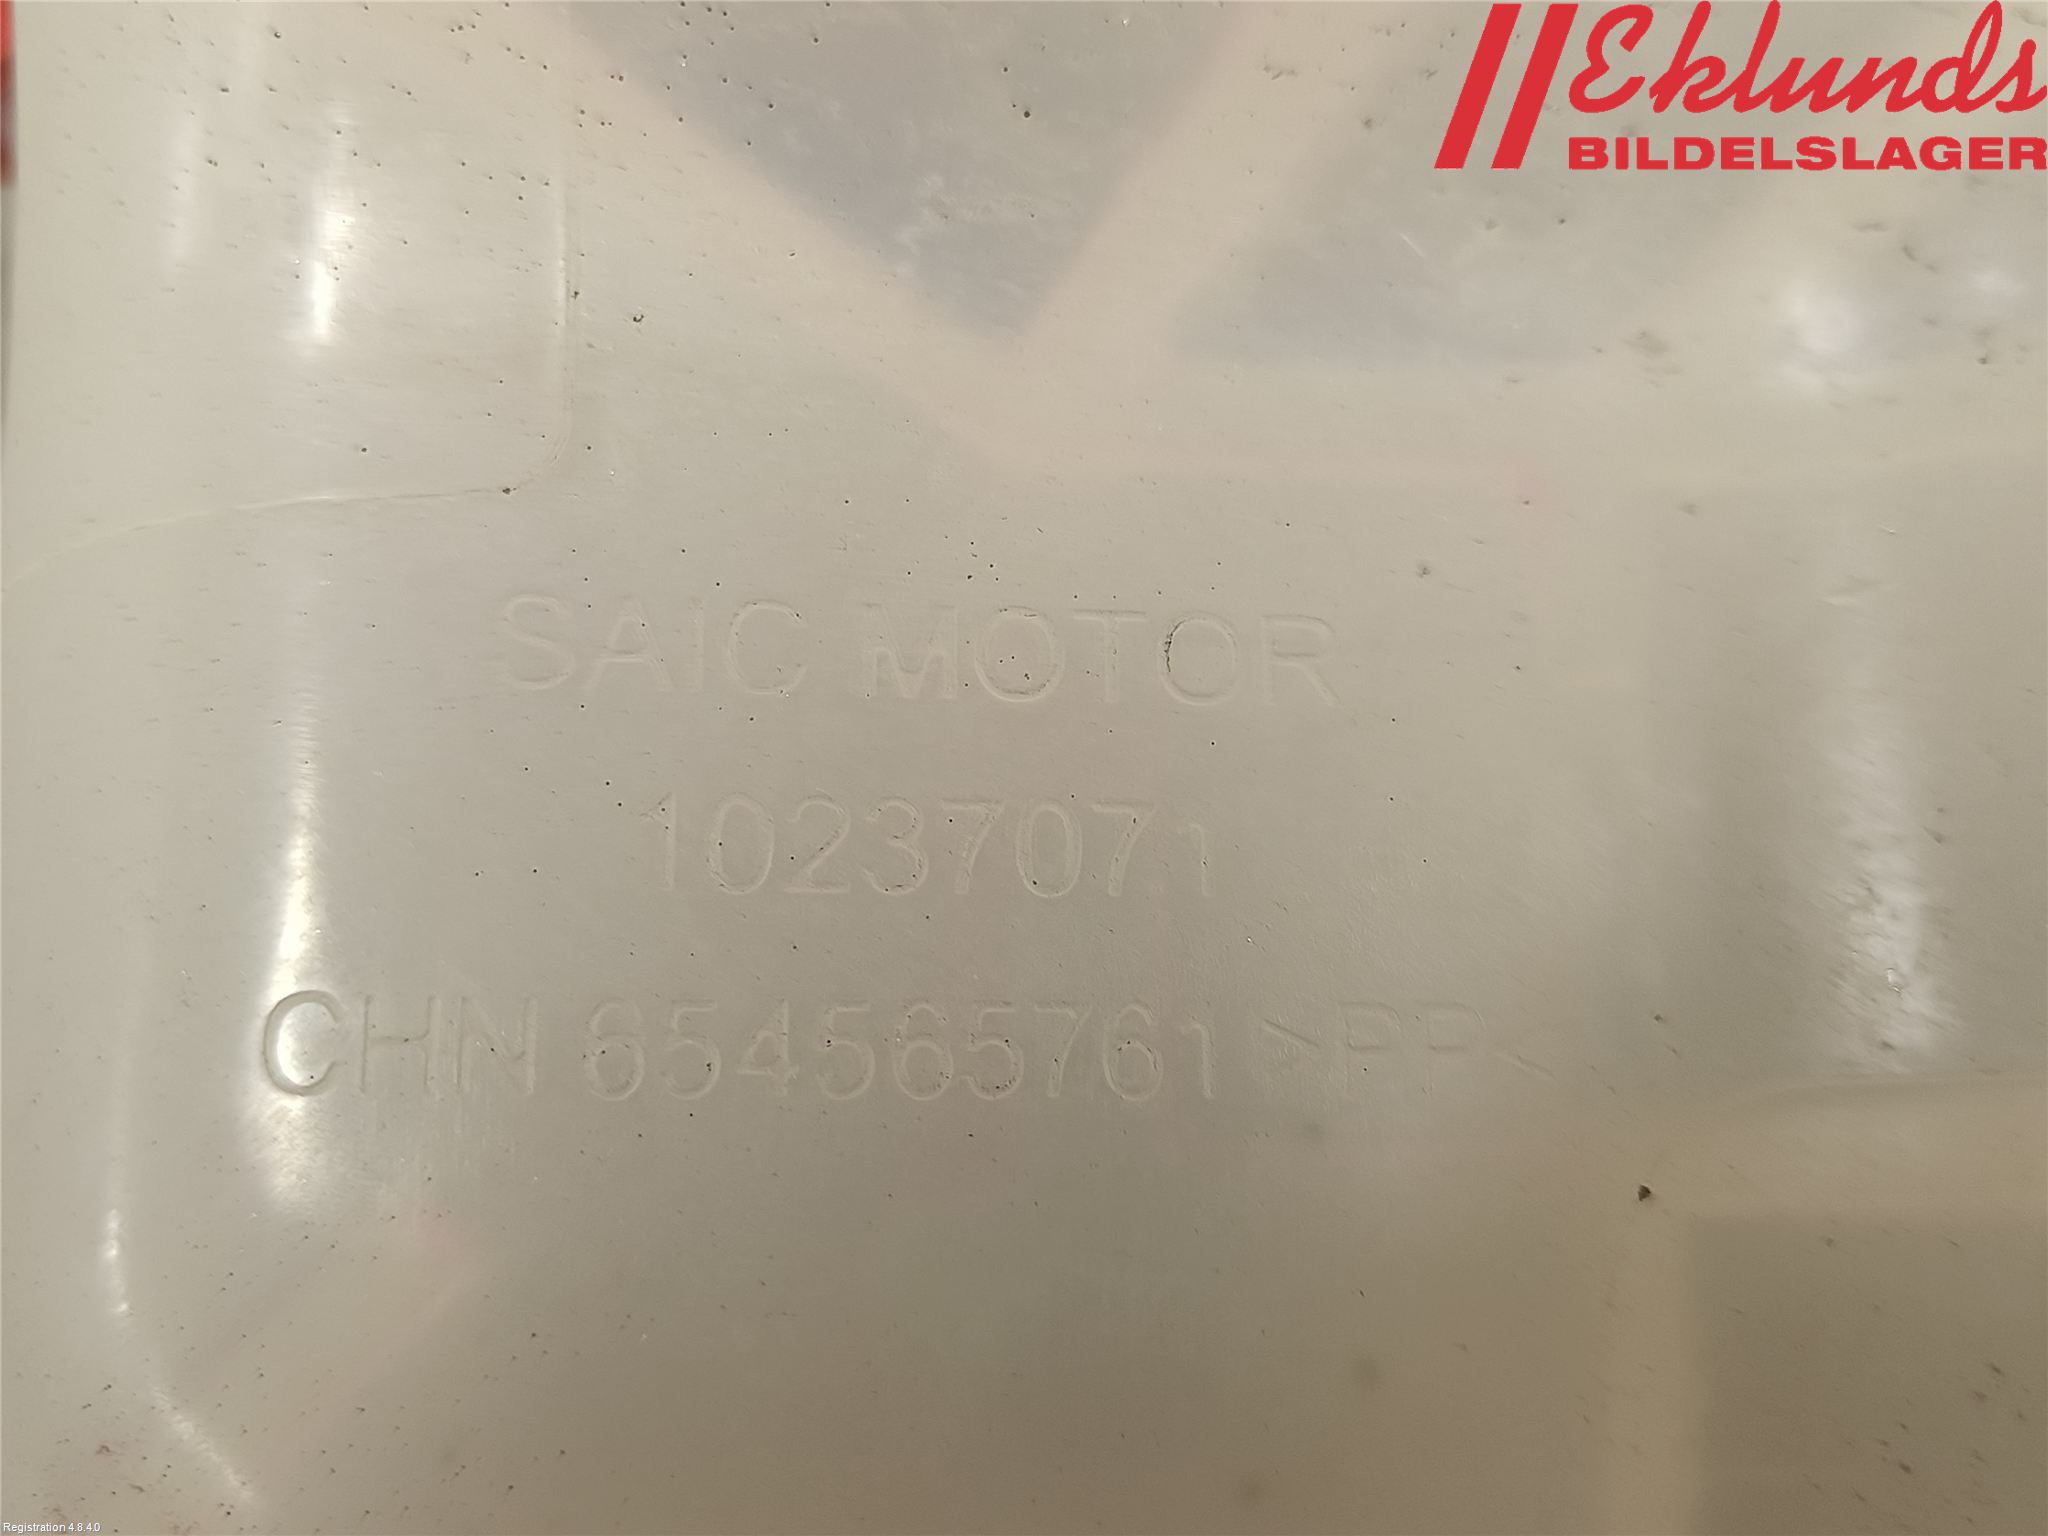 Eklunds
BILDELSLAGER
SAIC MOTOR
10237071
CHN 654565761 >PP<
Registration 4.8.4.0